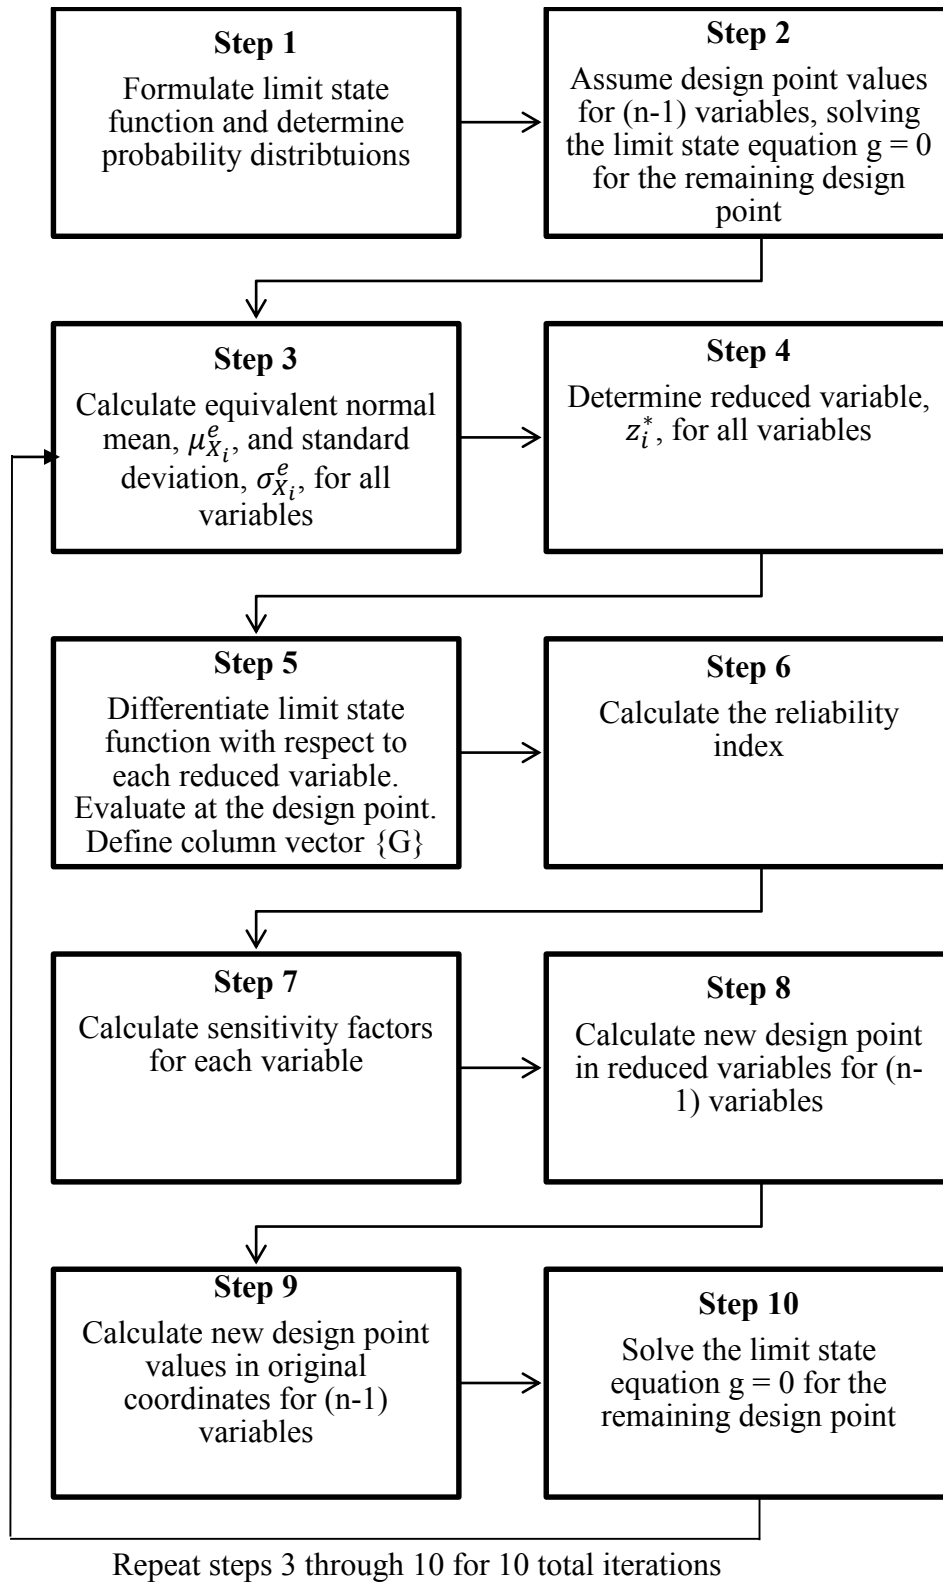 Step 1
Formulate limit state
function and determine
probability distribtuions
Step 2
Assume design point values
for (n-1) variables, solving
the limit state equation g = 0
for the remaining design
point
Step 3
Calculate equivalent normal
mean, μ^e_{X_i}, and standard
deviation, σ^e_{X_i}, for all
variables
Step 4
Determine reduced variable,
z_i^*, for all variables
Step 5
Differentiate limit state
function with respect to
each reduced variable.
Evaluate at the design point.
Define column vector {G}
Step 6
Calculate the reliability
index
Step 7
Calculate sensitivity factors
for each variable
Step 8
Calculate new design point
in reduced variables for (n-
1) variables
Step 9
Calculate new design point
values in original
coordinates for (n-1)
variables
Step 10
Solve the limit state
equation g = 0 for the
remaining design point
Repeat steps 3 through 10 for 10 total iterations